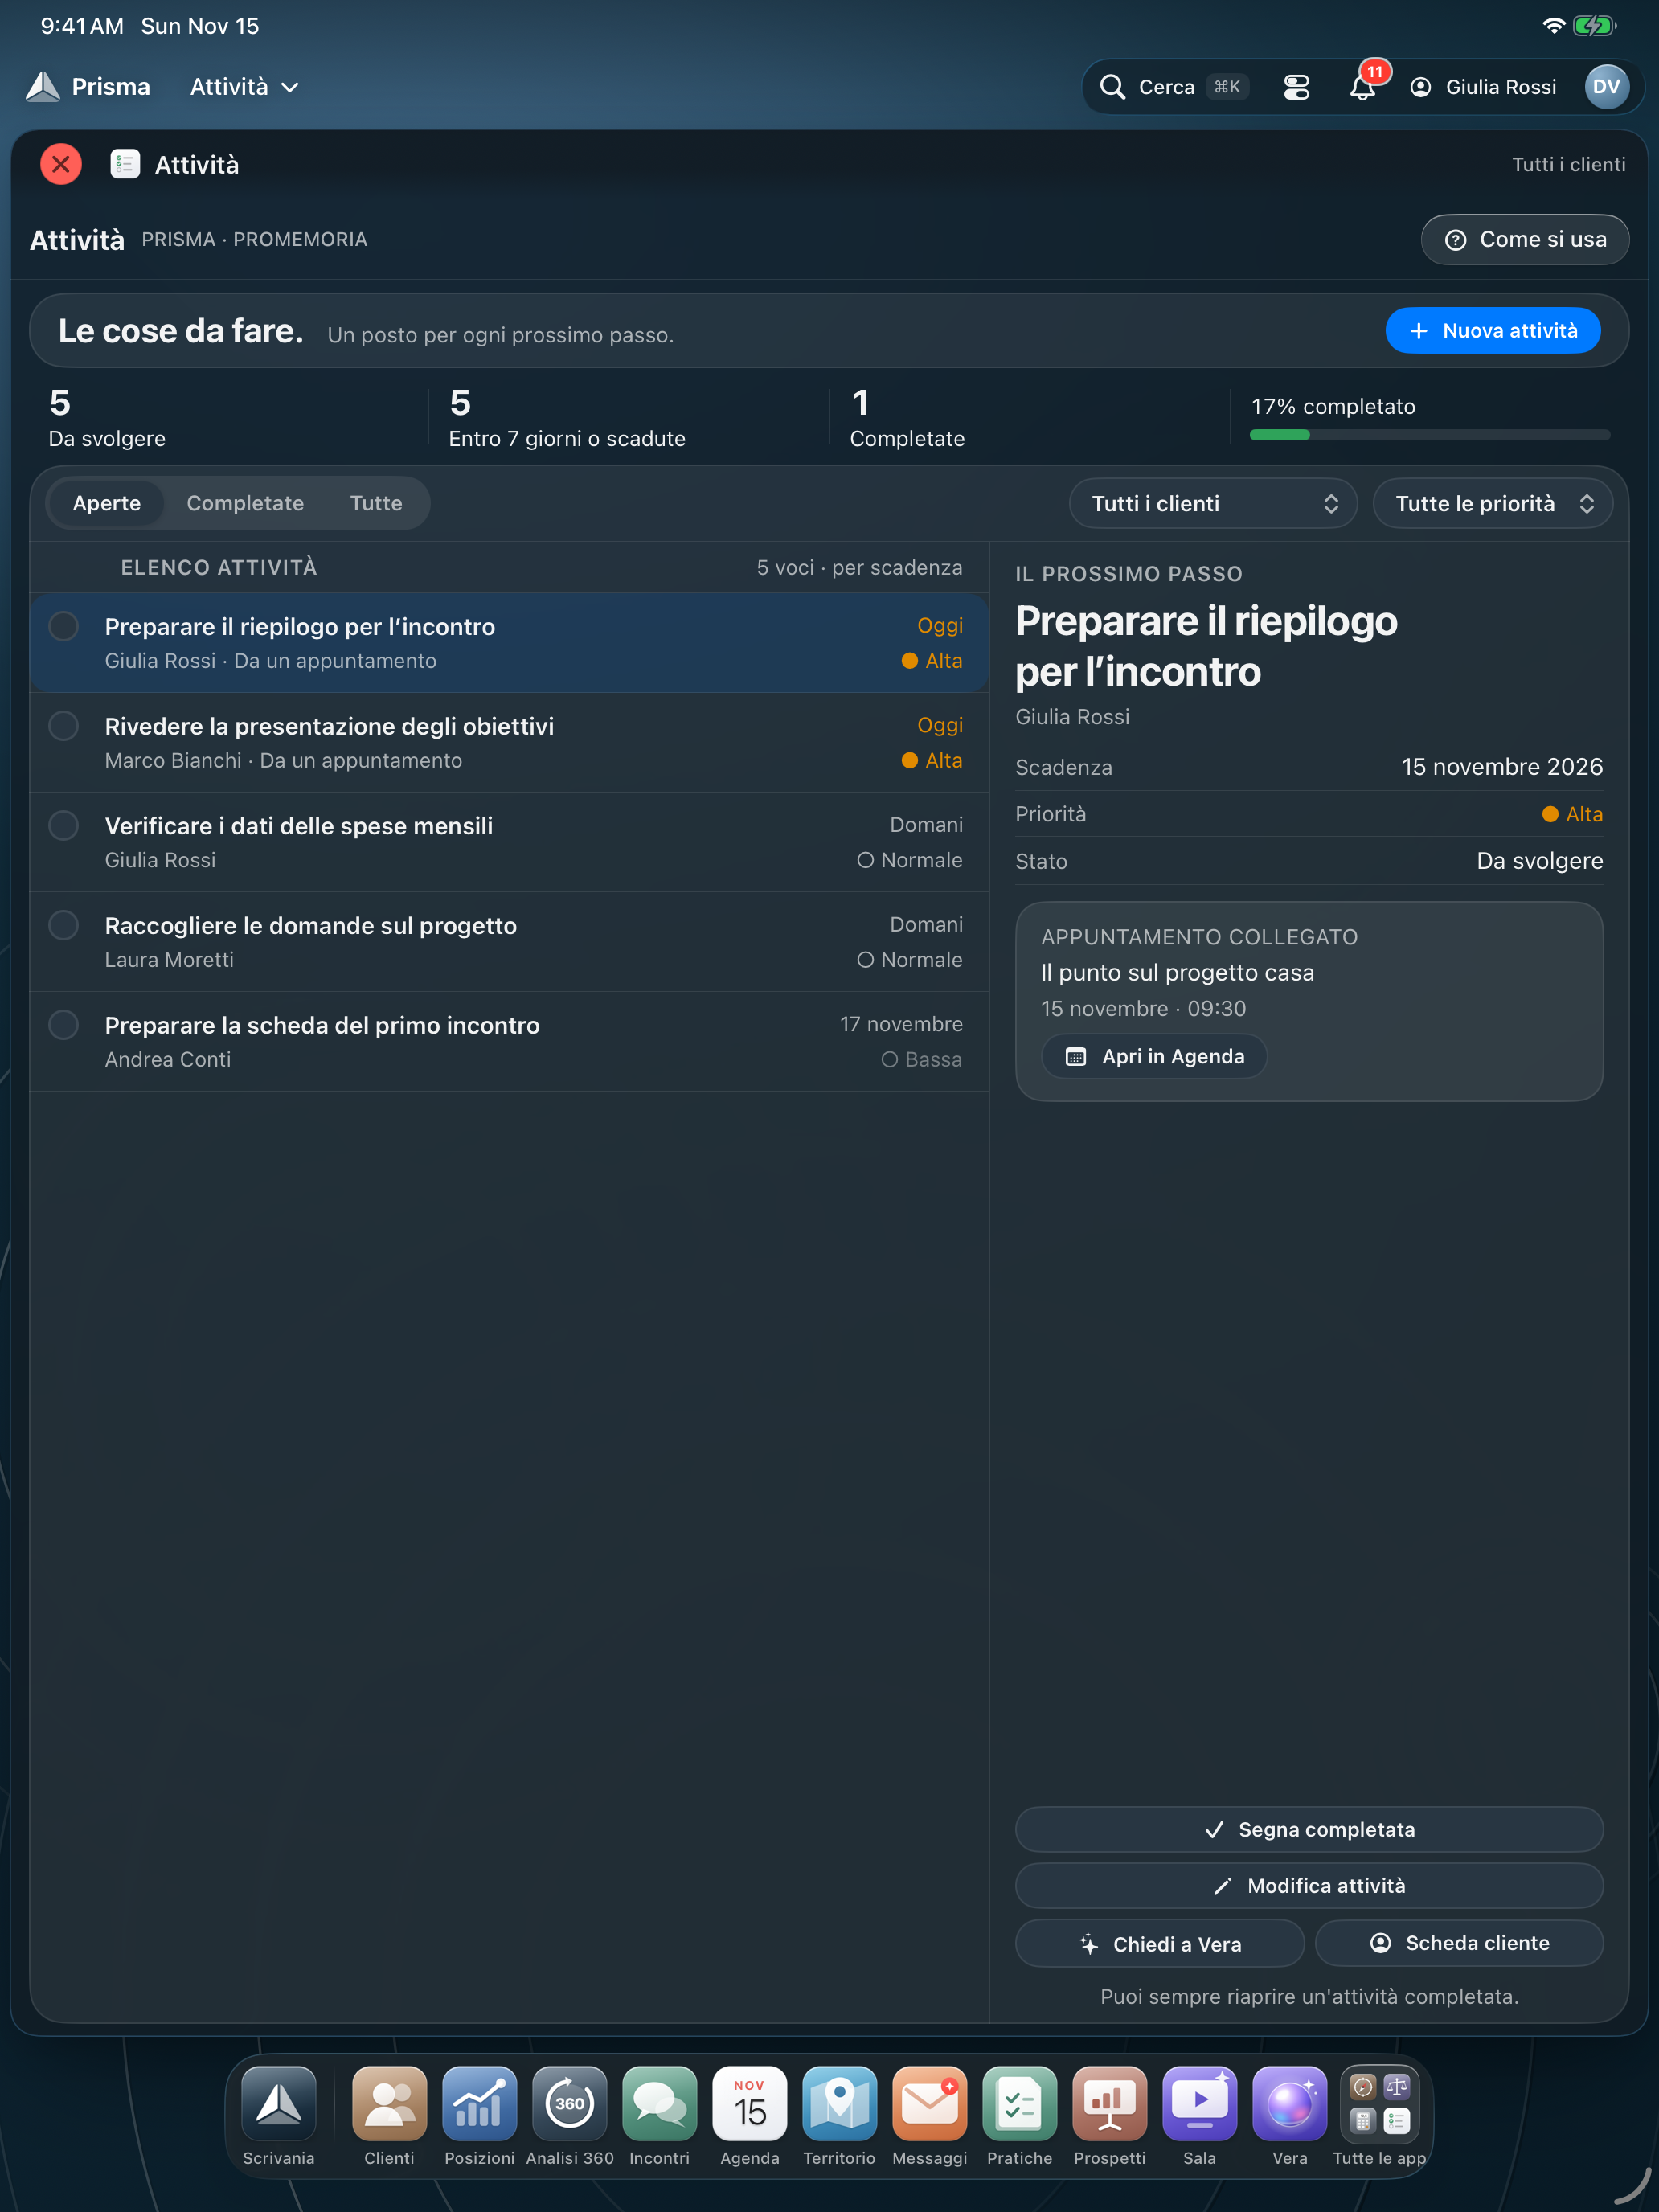 9:41 AM Sun Nov 15
Prisma Attività Cerca ⌘K 11 Giulia Rossi DV
Attività Tutti i clienti
Attività PRISMA · PROMEMORIA Come si usa
Le cose da fare. Un posto per ogni prossimo passo. + Nuova attività
5
Da svolgere
5
Entro 7 giorni o scadute
1
Completate
17% completato
Aperte Completate Tutte Tutti i clienti Tutte le priorità
ELENCO ATTIVITÀ 5 voci · per scadenza
Preparare il riepilogo per l’incontro Oggi
Giulia Rossi · Da un appuntamento Alta
Rivedere la presentazione degli obiettivi Oggi
Marco Bianchi · Da un appuntamento Alta
Verificare i dati delle spese mensili Domani
Giulia Rossi Normale
Raccogliere le domande sul progetto Domani
Laura Moretti Normale
Preparare la scheda del primo incontro 17 novembre
Andrea Conti Bassa
IL PROSSIMO PASSO
Preparare il riepilogo
per l’incontro
Giulia Rossi
Scadenza 15 novembre 2026
Priorità Alta
Stato Da svolgere
APPUNTAMENTO COLLEGATO
Il punto sul progetto casa
15 novembre · 09:30
Apri in Agenda
Segna completata
Modifica attività
Chiedi a Vera Scheda cliente
Puoi sempre riaprire un'attività completata.
360 NOV
15
Scrivania Clienti Posizioni Analisi 360 Incontri Agenda Territorio Messaggi Pratiche Prospetti Sala Vera Tutte le app